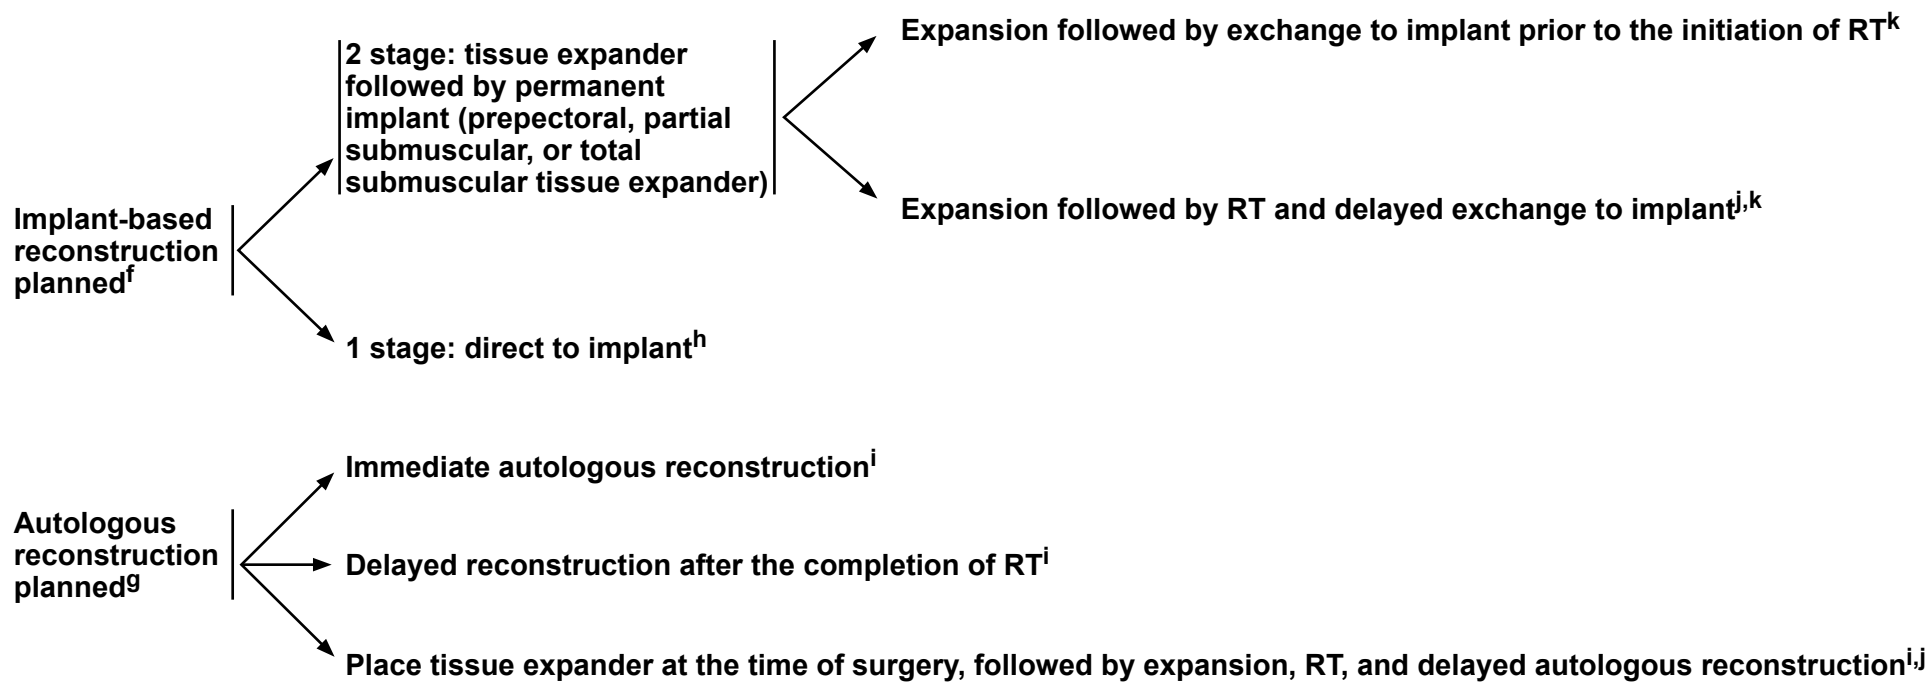 Expansion followed by exchange to implant prior to the initiation of RTk
2 stage: tissue expander
followed by permanent
implant (prepectoral, partial
submuscular, or total
submuscular tissue expander)
Expansion followed by RT and delayed exchange to implantj,k
Implant-based
reconstruction
plannedf
1 stage: direct to implanth
Immediate autologous reconstructioni
Autologous
reconstruction
plannedg
Delayed reconstruction after the completion of RTi
Place tissue expander at the time of surgery, followed by expansion, RT, and delayed autologous reconstructioni,j